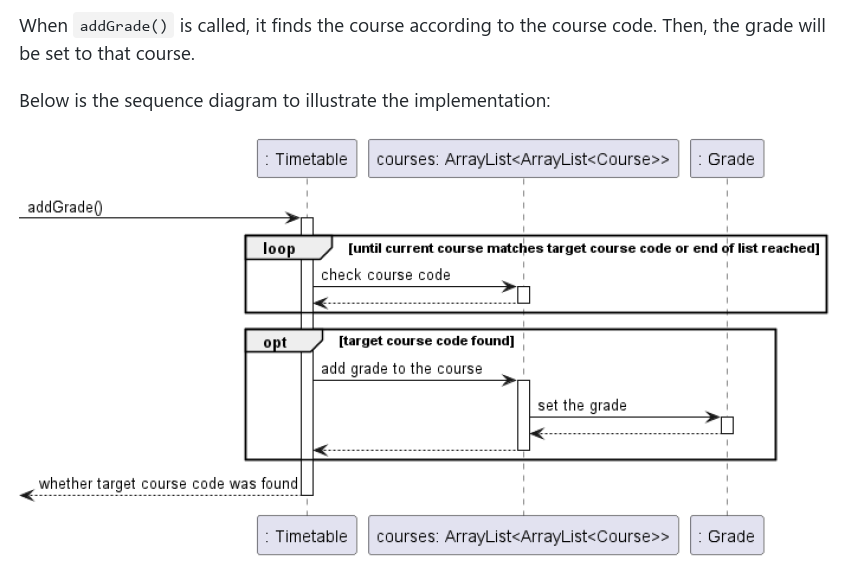 When addGrade() is called, it finds the course according to the course code. Then, the grade will
be set to that course.
Below is the sequence diagram to illustrate the implementation:
: Timetable
courses: ArrayList<ArrayList<Course>>
: Grade
addGrade()
loop
[until current course matches target course code or end of list reached]
check course code
opt
[target course code found]
add grade to the course
set the grade
whether target course code was found
: Timetable
courses: ArrayList<ArrayList<Course>>
: Grade